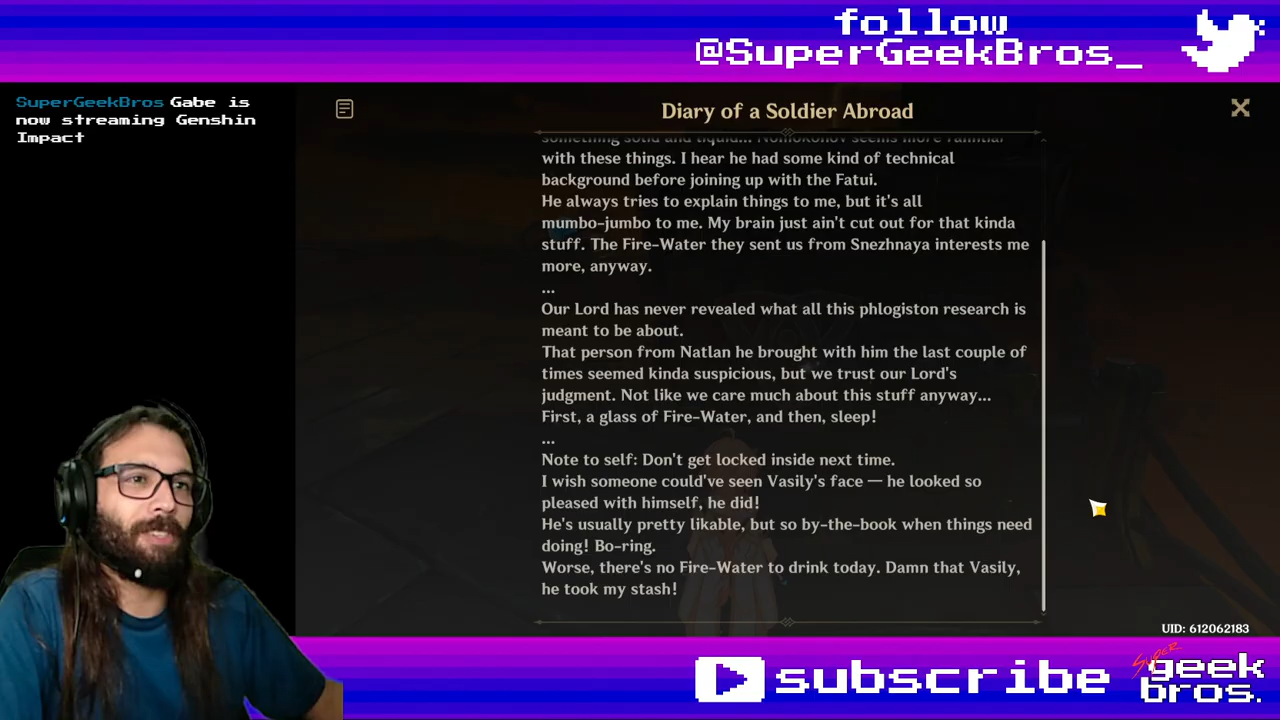 follow
@SuperGeekBros_
SuperGeekBros Gabe is
now streaming Genshin
Impact
Diary of a Soldier Abroad
something solid and liquid... Nomokonov seems more familiar
with these things. I hear he had some kind of technical
background before joining up with the Fatui.
He always tries to explain things to me, but it's all
mumbo-jumbo to me. My brain just ain't cut out for that kinda
stuff. The Fire-Water they sent us from Snezhnaya interests me
more, anyway.
...
Our Lord has never revealed what all this phlogiston research is
meant to be about.
That person from Natlan he brought with him the last couple of
times seemed kinda suspicious, but we trust our Lord's
judgment. Not like we care much about this stuff anyway...
First, a glass of Fire-Water, and then, sleep!
...
Note to self: Don't get locked inside next time.
I wish someone could've seen Vasily's face — he looked so
pleased with himself, he did!
He's usually pretty likable, but so by-the-book when things need
doing! Bo-ring.
Worse, there's no Fire-Water to drink today. Damn that Vasily,
he took my stash!
UID: 612062183
subscribe
Super
geek
bros.